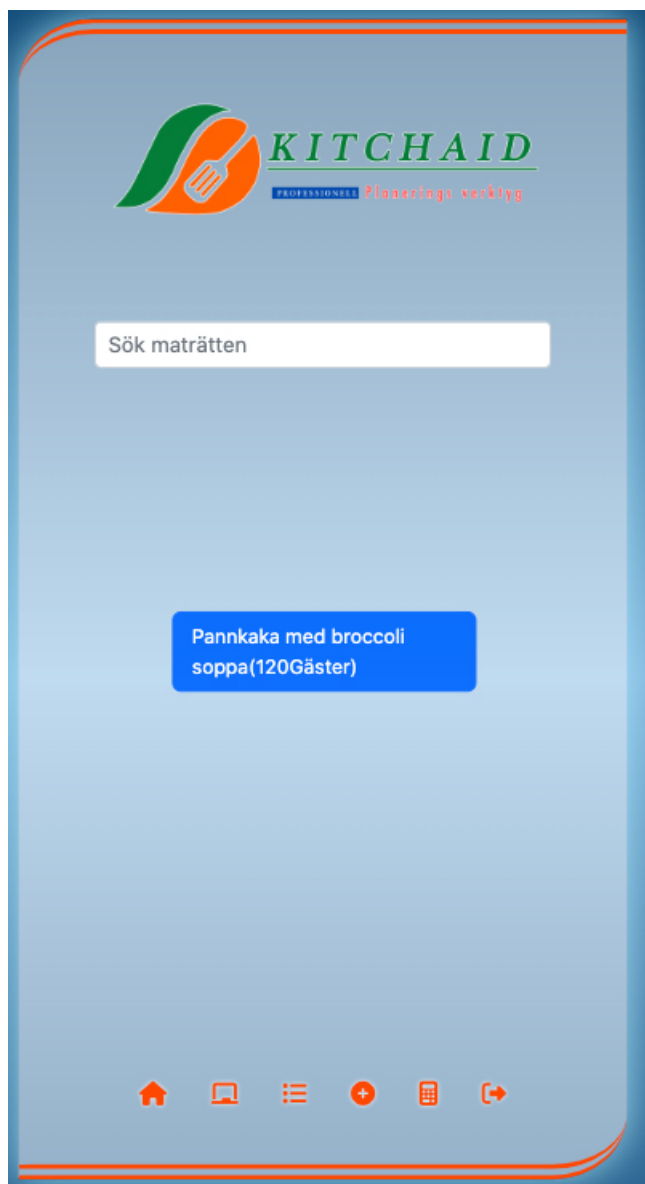 KITCHAID
PROFESSIONELL Planerings verktyg
Sök maträtten
Pannkaka med broccoli
soppa(120Gäster)